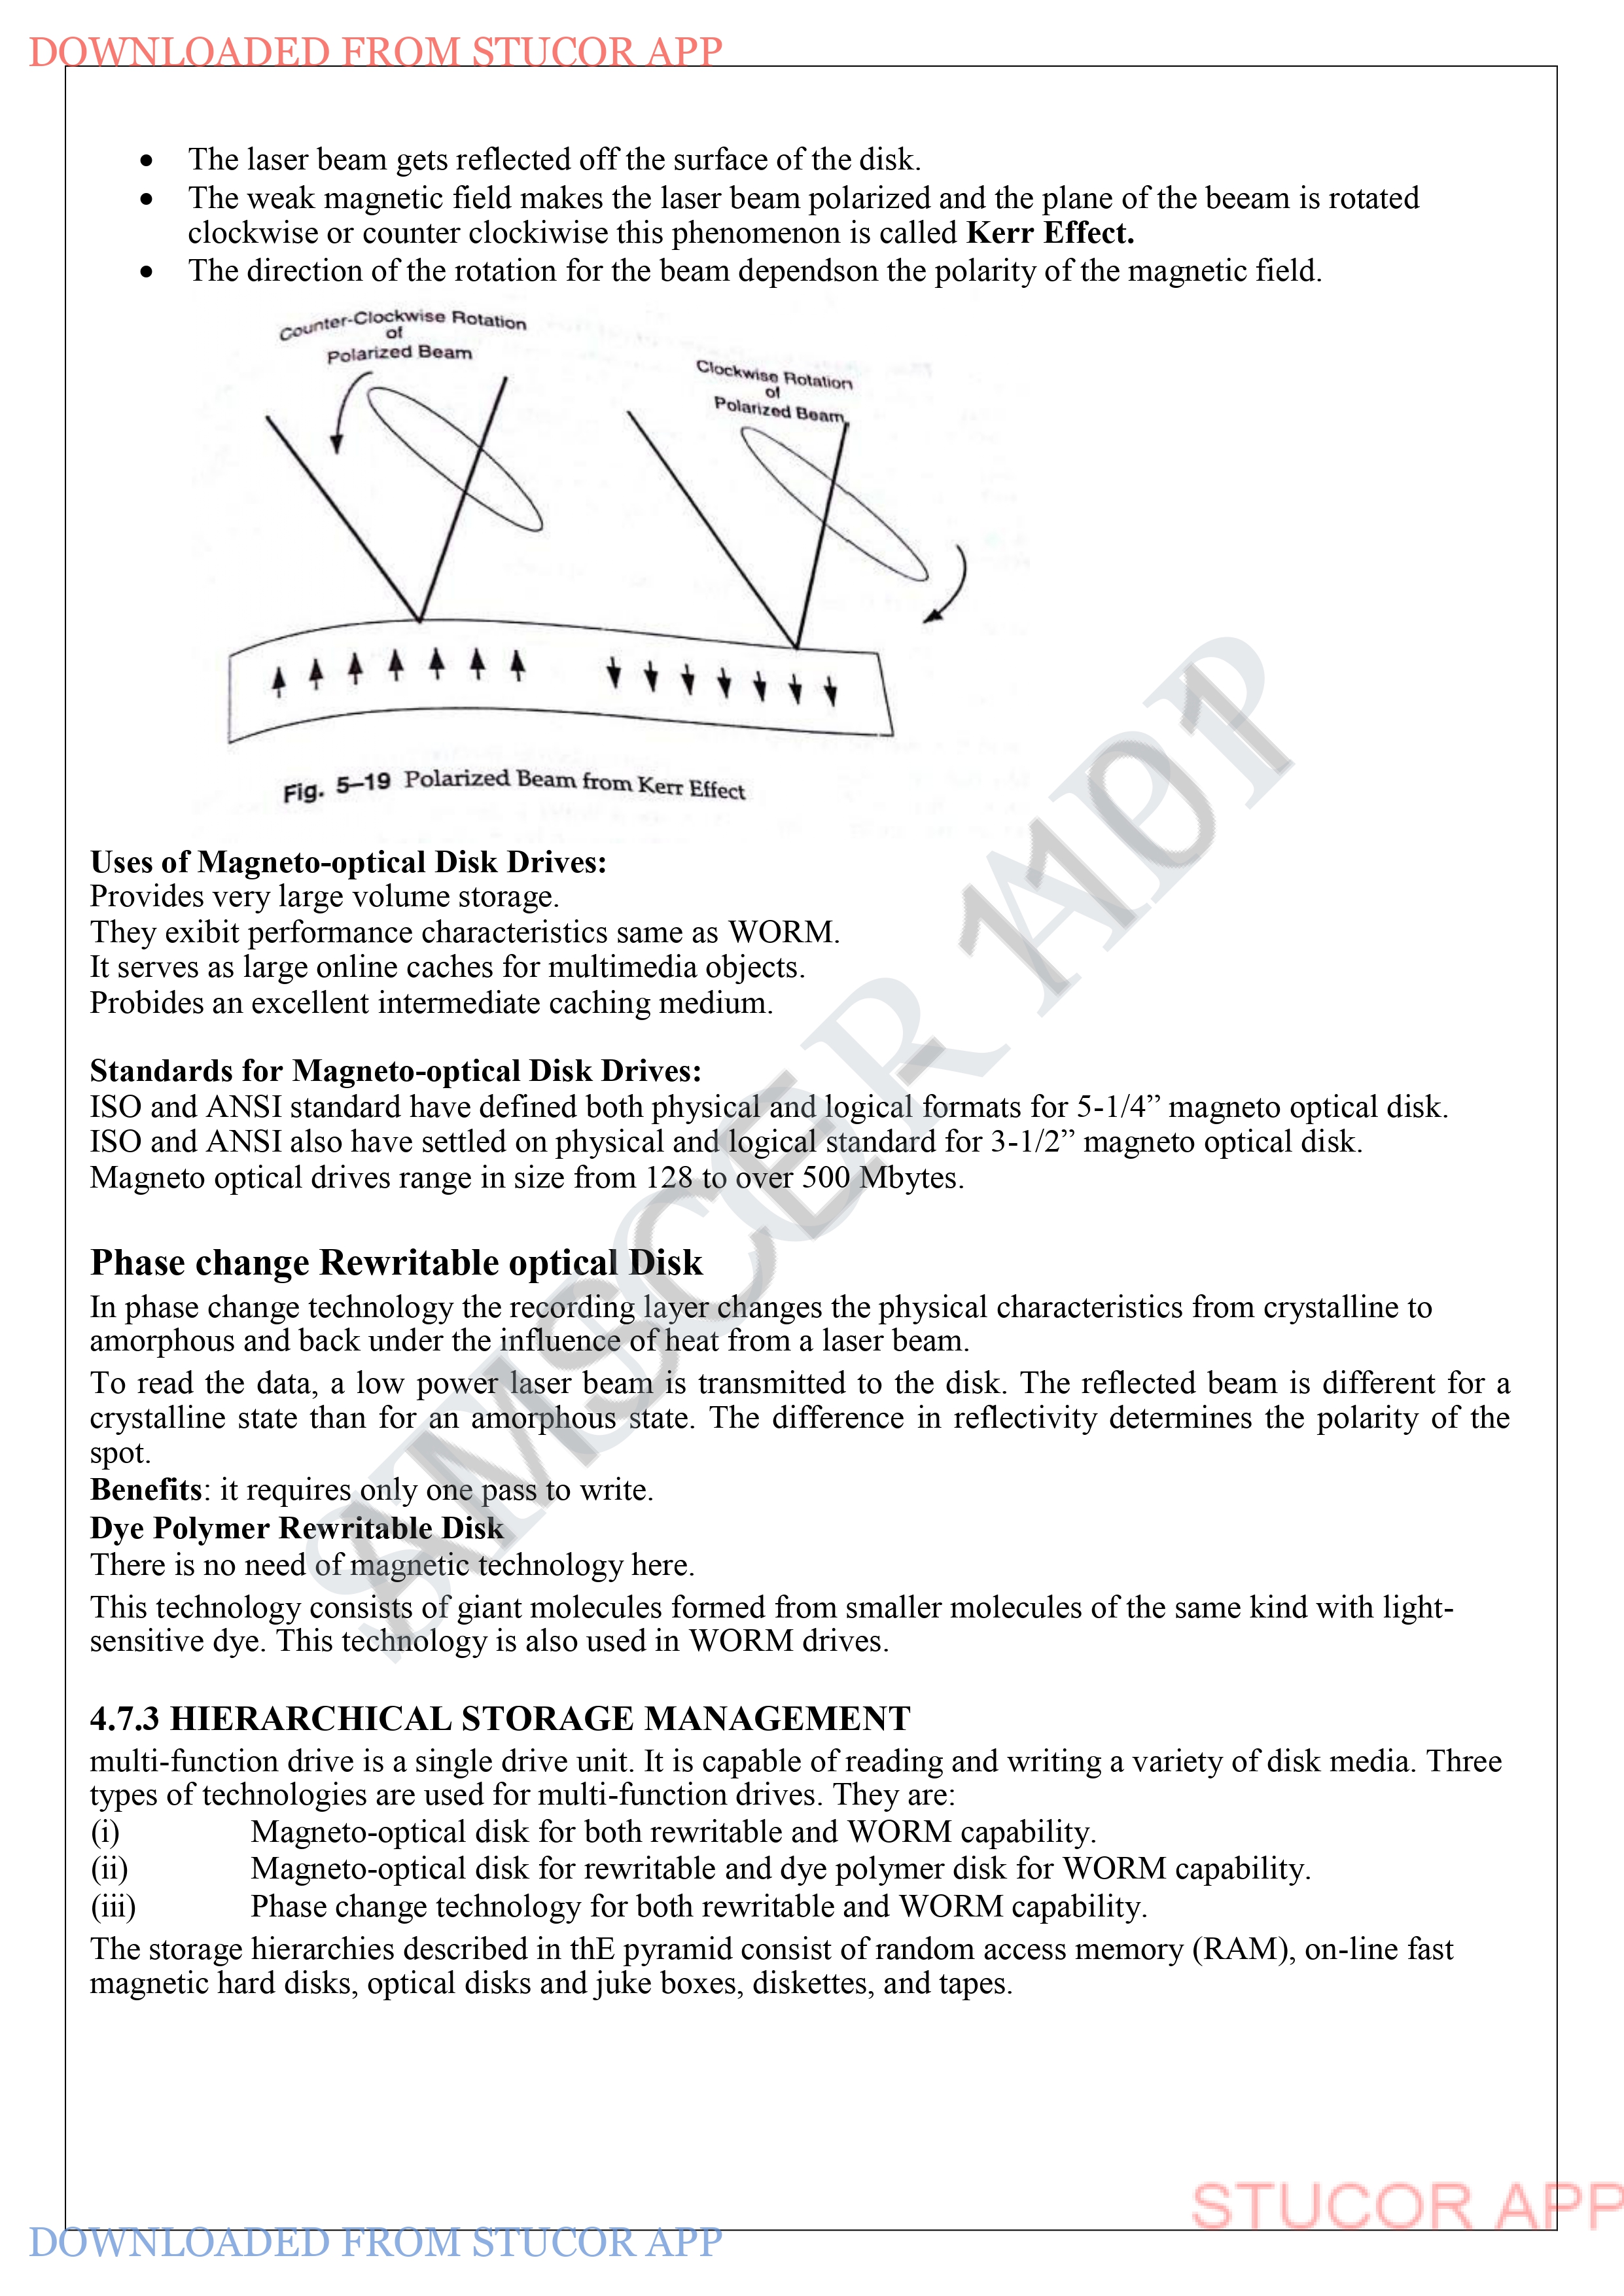 DOWNLOADED FROM STUCOR APP
• The laser beam gets reflected off the surface of the disk.
• The weak magnetic field makes the laser beam polarized and the plane of the beeam is rotated
clockwise or counter clockiwise this phenomenon is called Kerr Effect.
• The direction of the rotation for the beam dependson the polarity of the magnetic field.
Counter-Clockwise Rotation
of
Polarized Beam
Clockwise Rotation
of
Polarized Beam
Fig. 5–19 Polarized Beam from Kerr Effect
Uses of Magneto-optical Disk Drives:
Provides very large volume storage.
They exibit performance characteristics same as WORM.
It serves as large online caches for multimedia objects.
Probides an excellent intermediate caching medium.
Standards for Magneto-optical Disk Drives:
ISO and ANSI standard have defined both physical and logical formats for 5-1/4” magneto optical disk.
ISO and ANSI also have settled on physical and logical standard for 3-1/2” magneto optical disk.
Magneto optical drives range in size from 128 to over 500 Mbytes.
Phase change Rewritable optical Disk
In phase change technology the recording layer changes the physical characteristics from crystalline to
amorphous and back under the influence of heat from a laser beam.
To read the data, a low power laser beam is transmitted to the disk. The reflected beam is different for a
crystalline state than for an amorphous state. The difference in reflectivity determines the polarity of the
spot.
Benefits: it requires only one pass to write.
Dye Polymer Rewritable Disk
There is no need of magnetic technology here.
This technology consists of giant molecules formed from smaller molecules of the same kind with light-
sensitive dye. This technology is also used in WORM drives.
4.7.3 HIERARCHICAL STORAGE MANAGEMENT
multi-function drive is a single drive unit. It is capable of reading and writing a variety of disk media. Three
types of technologies are used for multi-function drives. They are:
(i) Magneto-optical disk for both rewritable and WORM capability.
(ii) Magneto-optical disk for rewritable and dye polymer disk for WORM capability.
(iii) Phase change technology for both rewritable and WORM capability.
The storage hierarchies described in thE pyramid consist of random access memory (RAM), on-line fast
magnetic hard disks, optical disks and juke boxes, diskettes, and tapes.
AMSCE - 1101
STUCOR APP
STUCOR APP
DOWNLOADED FROM STUCOR APP